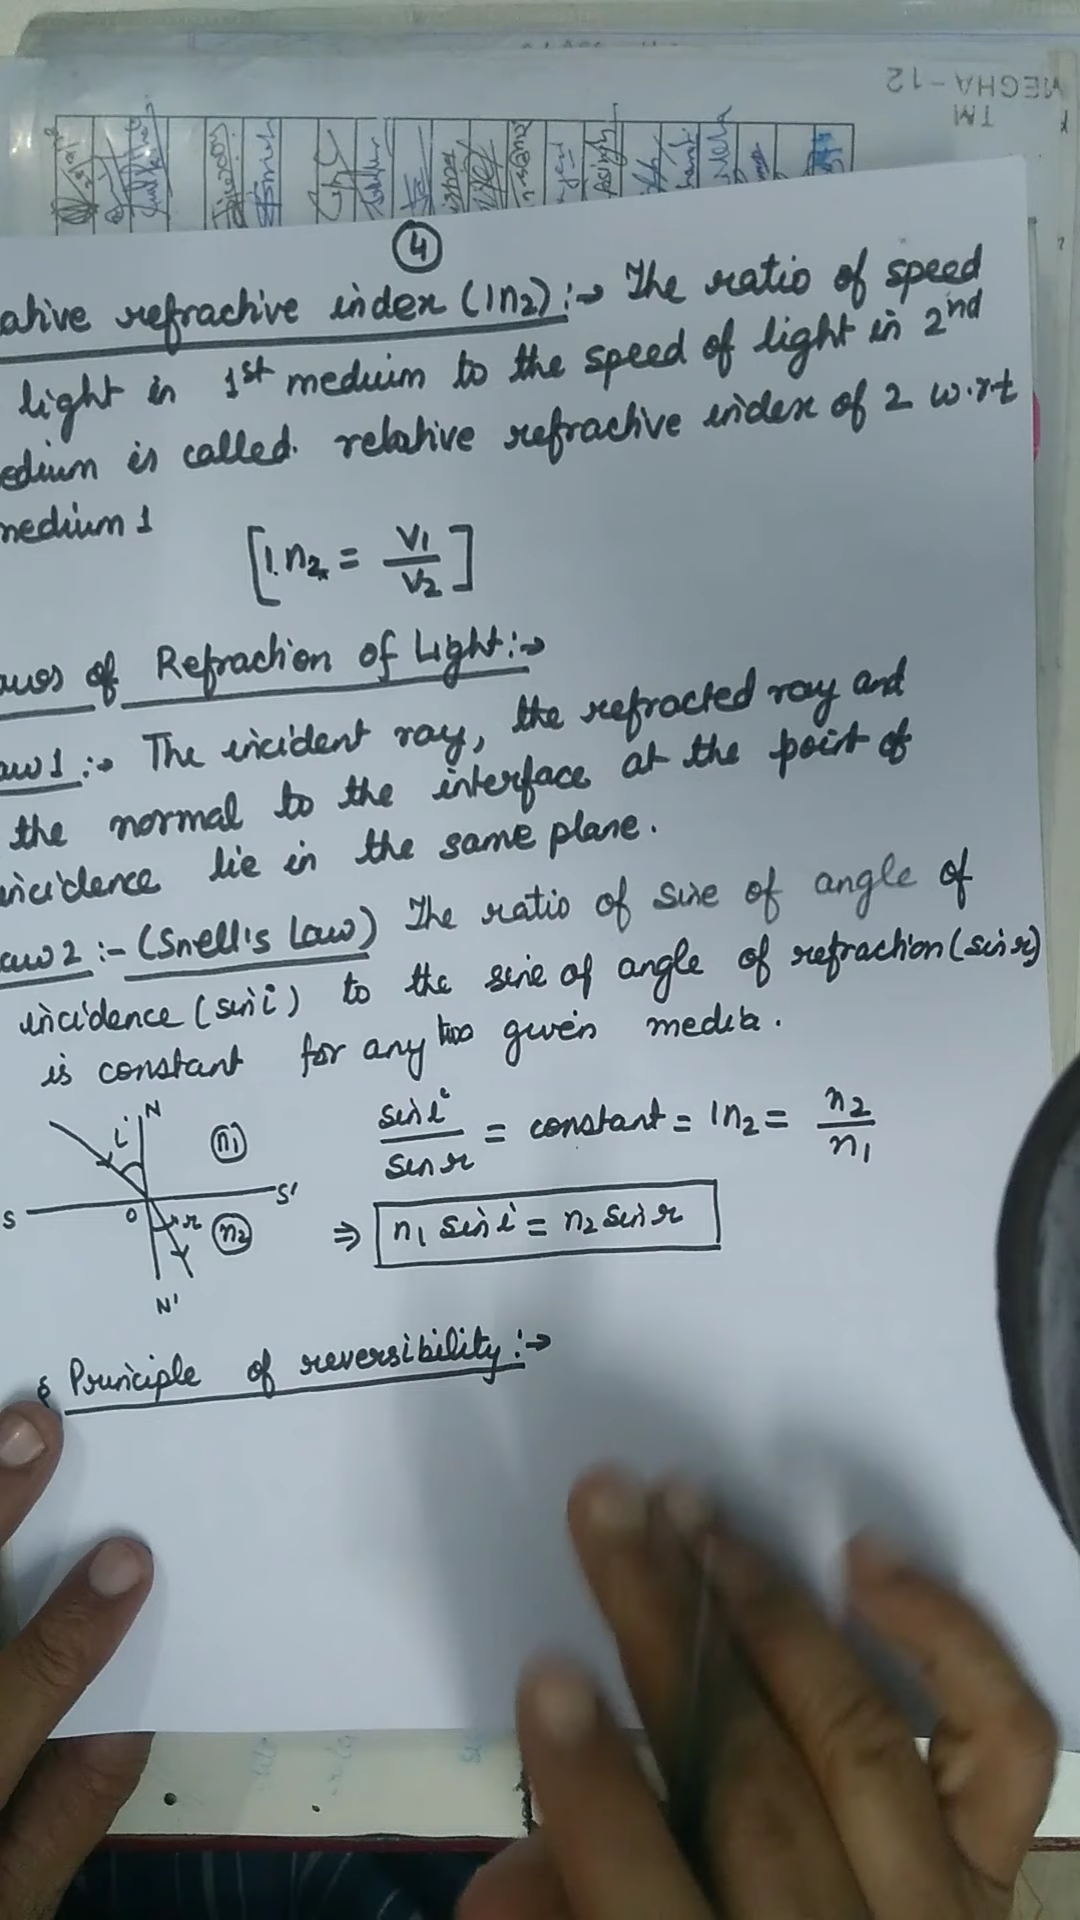 MEGHA-12
TM
4
ative refractive index (1n2):→ The ratio of speed
light in 1st medium to the speed of light in 2nd
edium is called. relative refractive index of 2 w.r.t
medium 1
[1.n2 = V1/V2]
aws of Refraction of Light:→
aw 1:→ The incident ray, the refracted ray and
the normal to the interface at the point of
incidence lie in the same plane.
aw 2:- (Snell's Law) The ratio of sine of angle of
incidence (sin i) to the sine of angle of refraction (sin r)
is constant for any two given media.
sin i / sin r = constant = 1n2 = n2/n1
⇒ n1 sin i = n2 sin r
N
i
n1
S
S'
O
r
n2
N'
§ Principle of reversibility:→